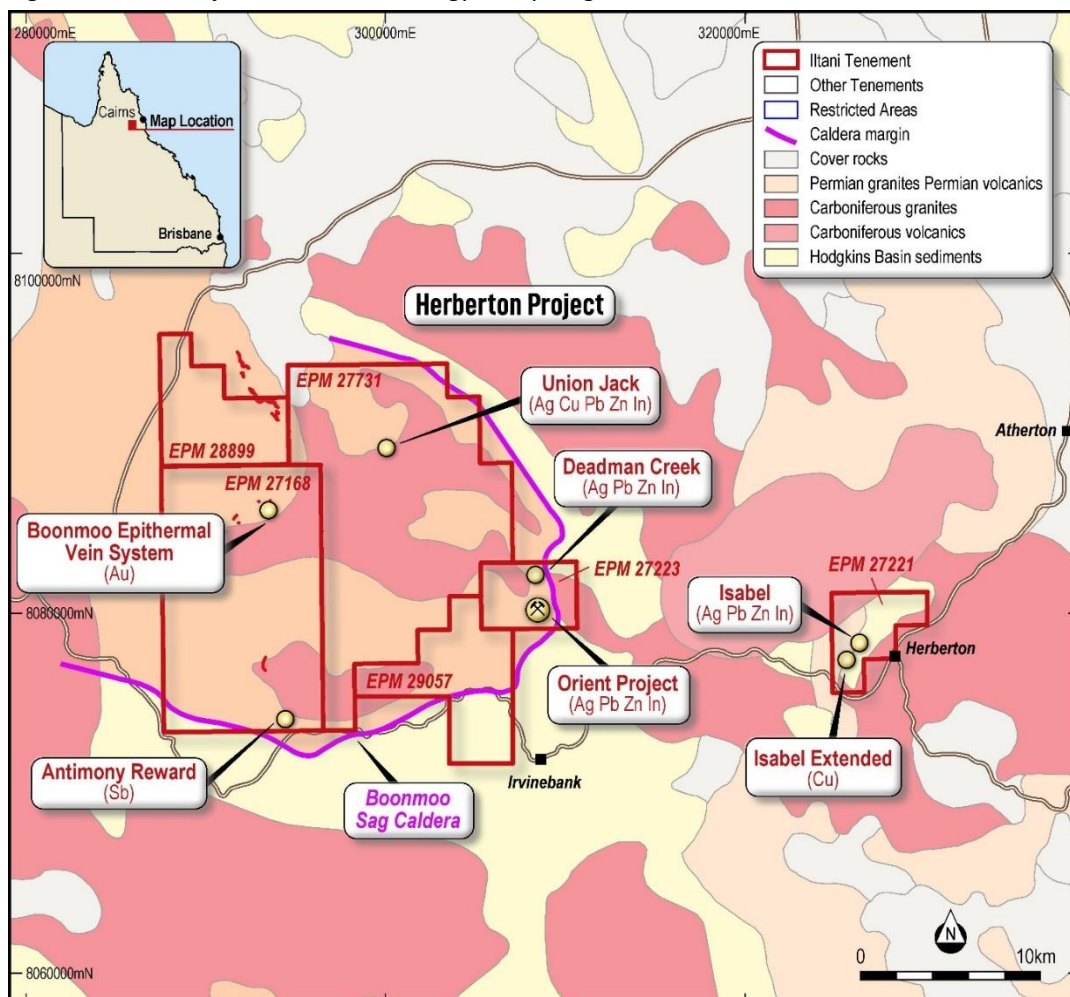 280000mE
300000mE
320000mE
Cairns
Map Location
Brisbane
Iltani Tenement
Other Tenements
Restricted Areas
Caldera margin
Cover rocks
Permian granites Permian volcanics
Carboniferous granites
Carboniferous volcanics
Hodgkins Basin sediments
8100000mN
Herberton Project
EPM 27731
Union Jack
(Ag Cu Pb Zn In)
Atherton
EPM 28899
Deadman Creek
(Ag Pb Zn In)
EPM 27168
Boonmoo Epithermal
Vein System
(Au)
EPM 27223
EPM 27221
8080000mN
Isabel
(Ag Pb Zn In)
Herberton
EPM 29057
Orient Project
(Ag Pb Zn In)
Antimony Reward
(Sb)
Isabel Extended
(Cu)
Irvinebank
Boonmoo
Sag Caldera
N
8060000mN
0
10km